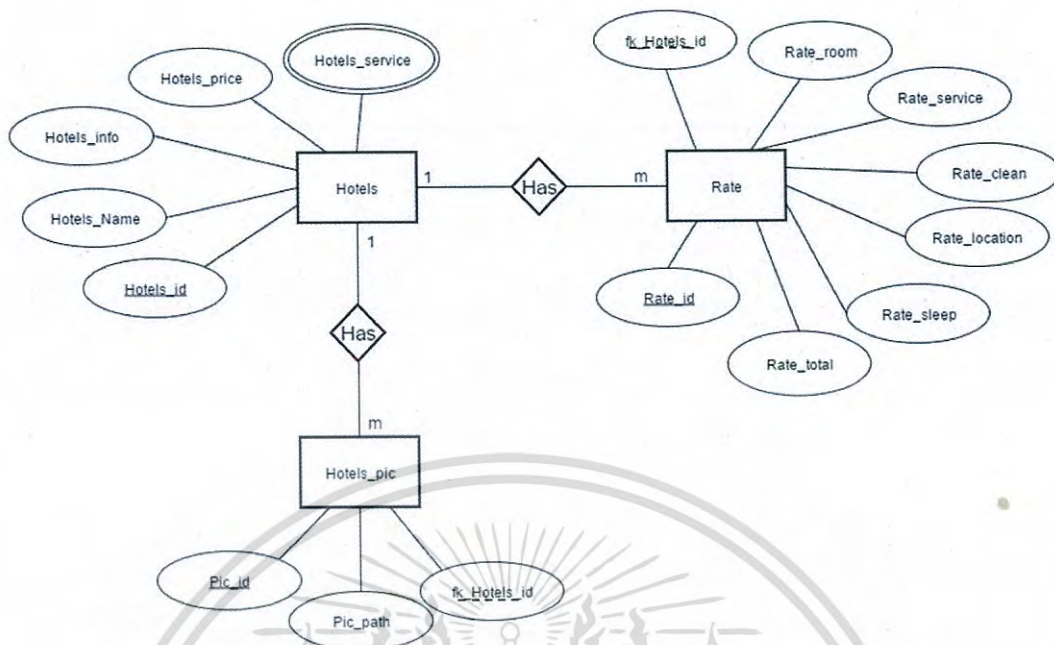 Hotels_service
Hotels_price
Hotels_info
Hotels_Name
Hotels_id
Hotels
1
1
Has
m
fk_Hotels_id
Rate_room
Rate_service
Rate_clean
Rate_location
Rate_sleep
Rate_total
Rate_id
Rate
Has
m
Hotels_pic
Pic_id
Pic_path
fk_Hotels_id